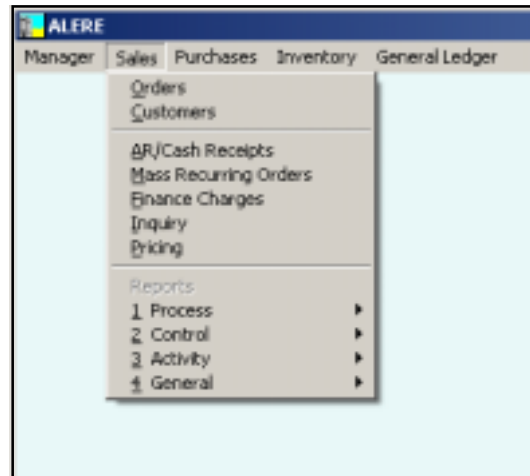 ALERE
Manager Sales Purchases Inventory General Ledger
Orders
Customers
AR/Cash Receipts
Mass Recurring Orders
Finance Charges
Inquiry
Pricing
Reports
1 Process
2 Control
3 Activity
4 General